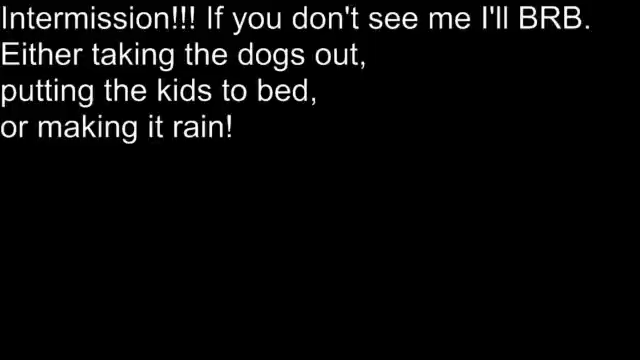 Intermission!!! If you don't see me I'll BRB.
Either taking the dogs out,
putting the kids to bed,
or making it rain!